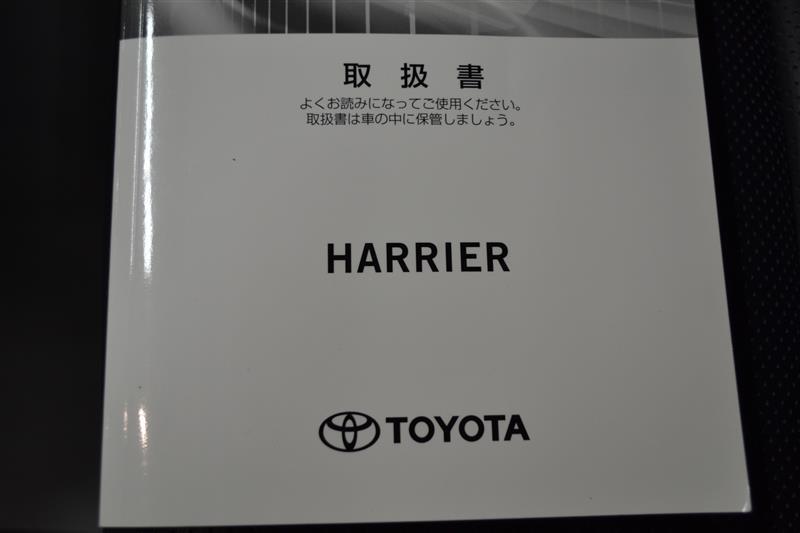 取扱書
よくお読みになってご使用ください。
取扱書は車の中に保管しましょう。
HARRIER
TOYOTA